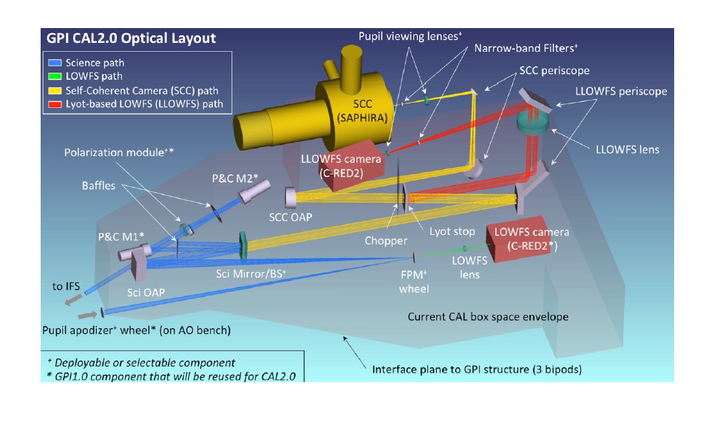 GPI CAL2.0 Optical Layout
Science path
LOWFS path
Self-Coherent Camera (SCC) path
Lyot-based LOWFS (LLOWFS) path
Pupil viewing lenses⁺
Narrow-band Filters⁺
SCC periscope
LLOWFS periscope
SCC
(SAPHIRA)
LLOWFS lens
LLOWFS camera
(C-RED2)
Polarization module⁺*
Baffles
P&C M2*
SCC OAP
P&C M1*
Chopper
Lyot stop
LOWFS camera
(C-RED2*)
LOWFS
lens
FPM⁺
wheel
Sci Mirror/BS⁺
Sci OAP
to IFS
Pupil apodizer⁺ wheel* (on AO bench)
Current CAL box space envelope
Interface plane to GPI structure (3 bipods)
⁺ Deployable or selectable component
* GPI1.0 component that will be reused for CAL2.0